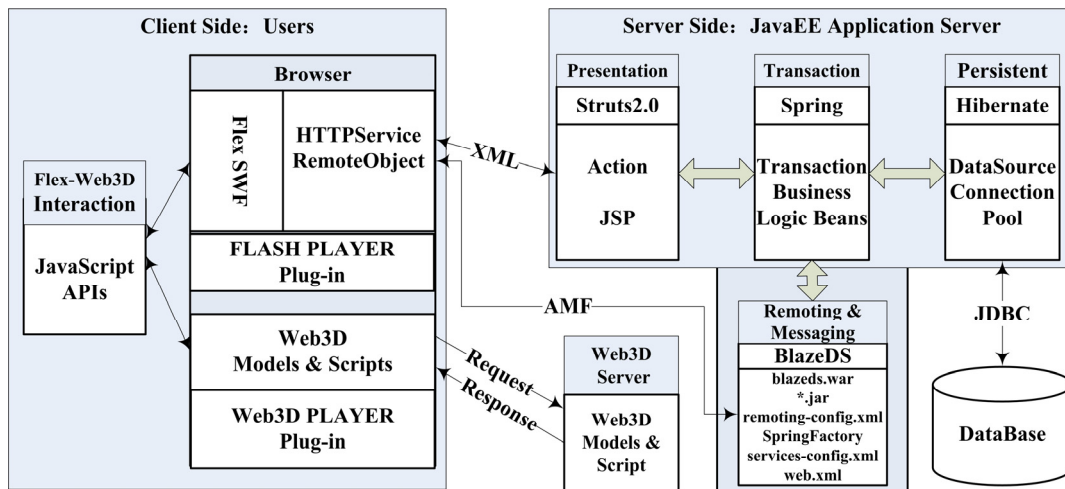 Client Side: Users
Browser
Flex SWF
HTTPService
RemoteObject
FLASH PLAYER
Plug-in
Flex-Web3D
Interaction
JavaScript
APIs
Web3D
Models & Scripts
Web3D PLAYER
Plug-in
XML
AMF
Request
Response
Web3D
Server
Web3D
Models &
Script
Server Side: JavaEE Application Server
Presentation
Struts2.0
Action
JSP
Transaction
Spring
Transaction
Business
Logic Beans
Persistent
Hibernate
DataSource
Connection
Pool
Remoting &
Messaging
BlazeDS
blazeds.war
*.jar
remoting-config.xml
SpringFactory
services-config.xml
web.xml
JDBC
DataBase